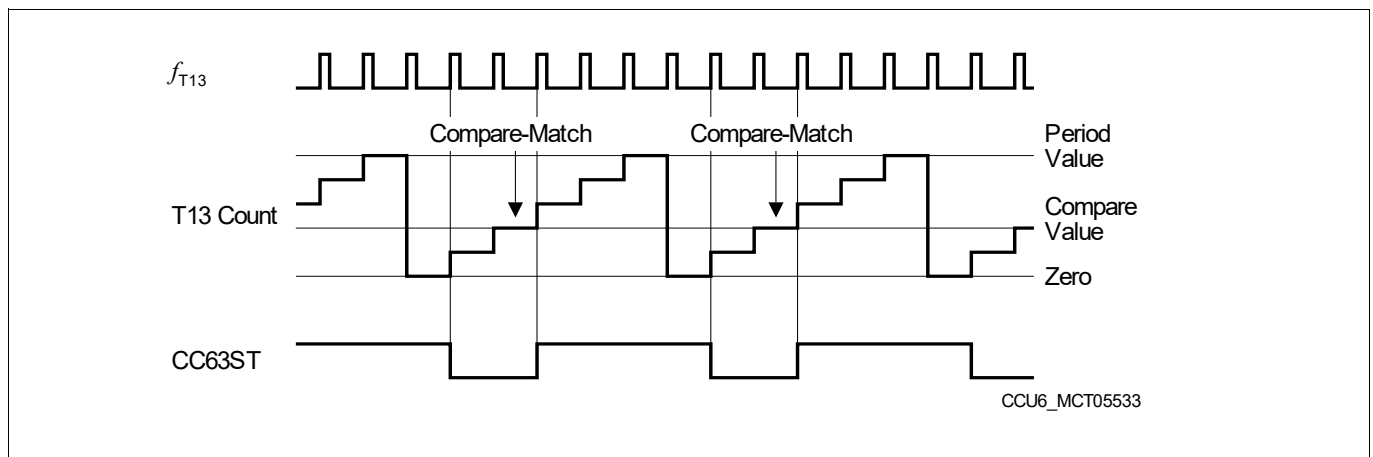 fT13
Compare-Match
Compare-Match
Period
Value
T13 Count
Compare
Value
Zero
CC63ST
CCU6_MCT05533